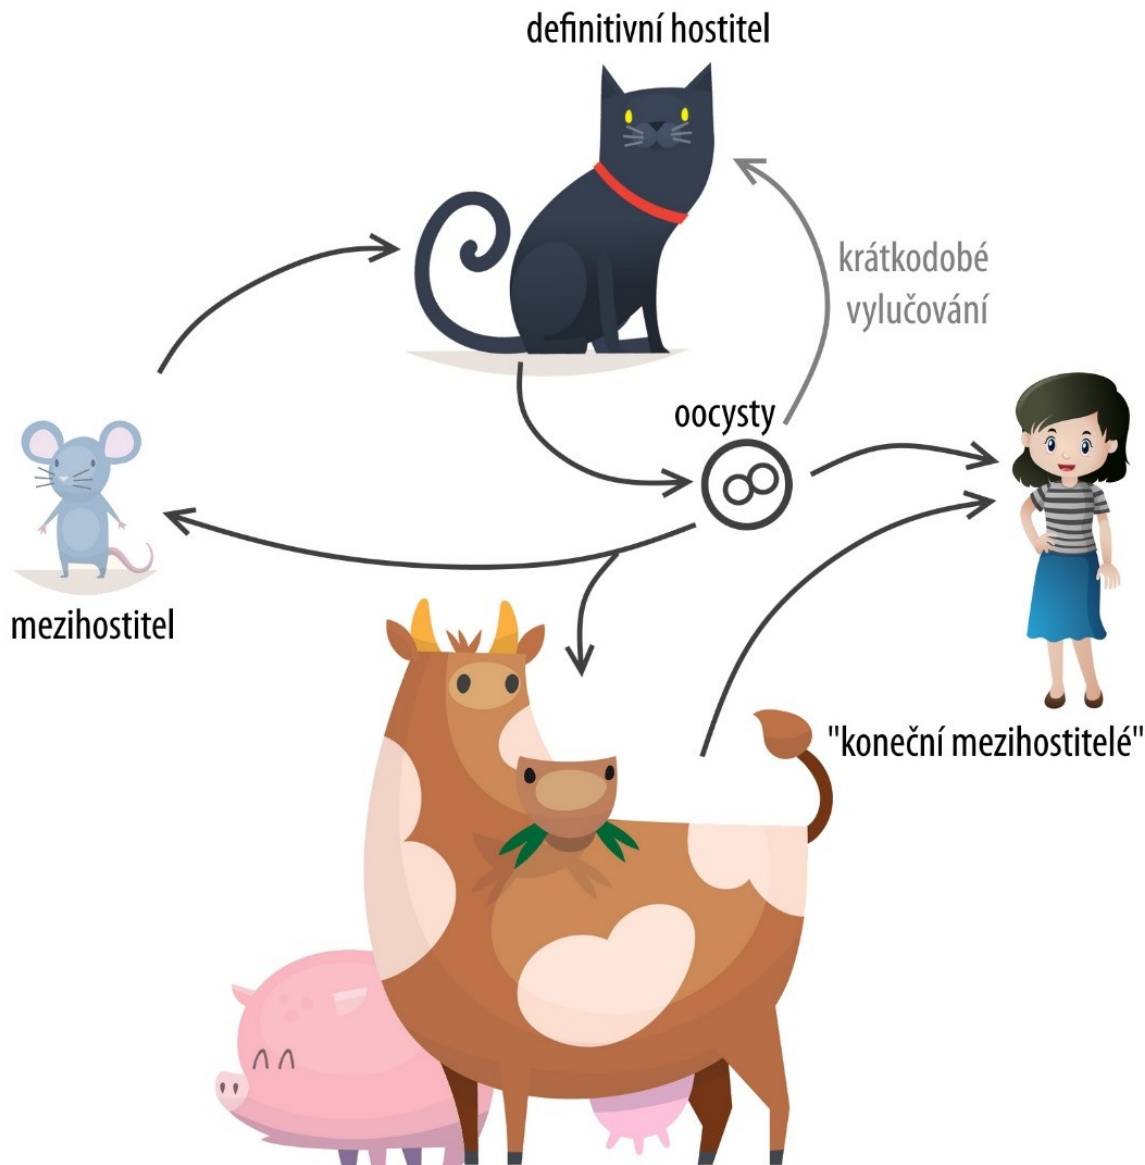 definitivní hostitel
krátkodobé
vylučování
oocysty
mezihostitel
"koneční mezihostitelé"